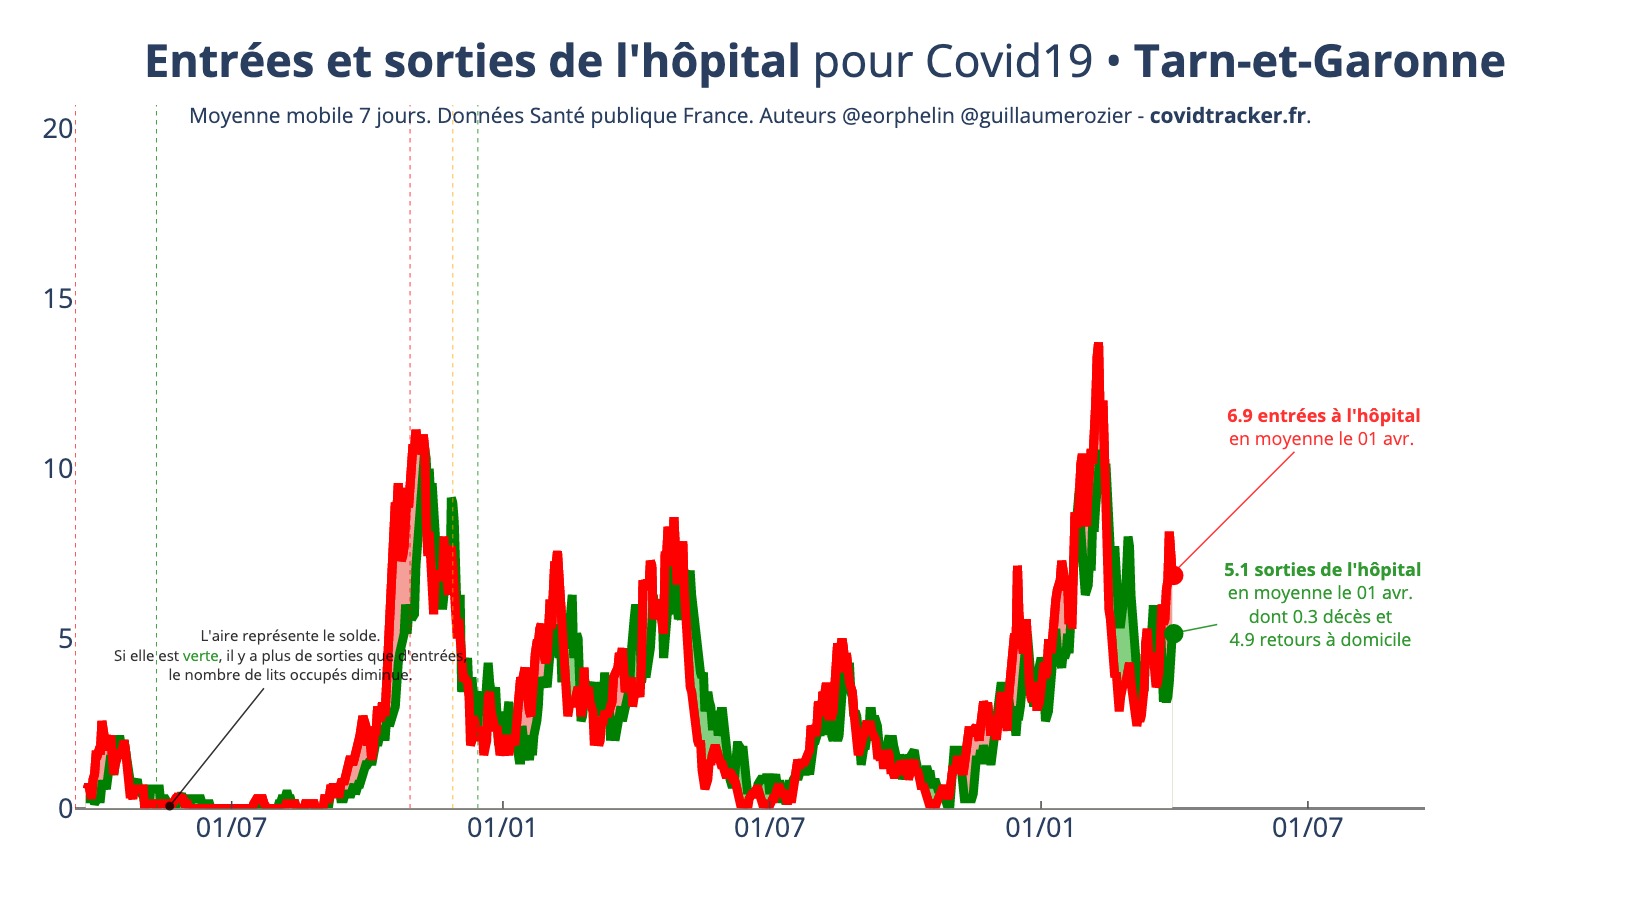 Entrées et sorties de l'hôpital pour Covid19 • Tarn-et-Garonne
Moyenne mobile 7 jours. Données Santé publique France. Auteurs @eorphelin @guillaumerozier - covidtracker.fr.
20
15
10
5
0
6.9 entrées à l'hôpital
en moyenne le 01 avr.
5.1 sorties de l'hôpital
en moyenne le 01 avr.
dont 0.3 décès et
4.9 retours à domicile
L'aire représente le solde.
Si elle est verte, il y a plus de sorties que d'entrées,
le nombre de lits occupés diminue.
01/07
01/01
01/07
01/01
01/07